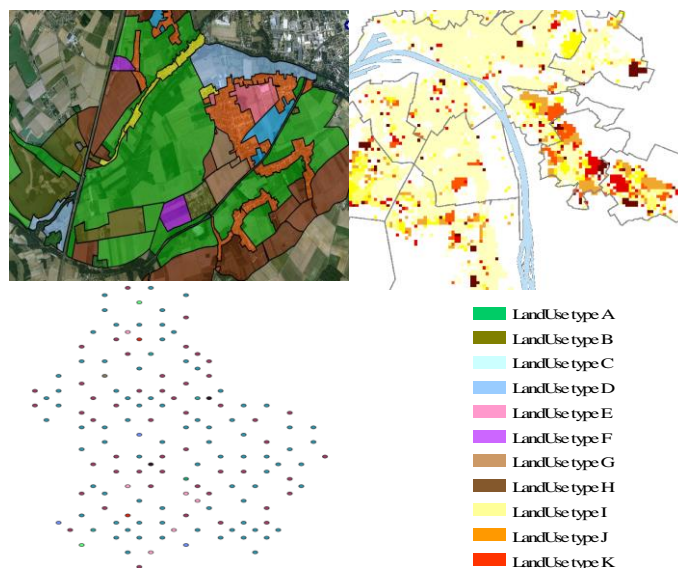 LandUse type A
LandUse type B
LandUse type C
LandUse type D
LandUse type E
LandUse type F
LandUse type G
LandUse type H
LandUse type I
LandUse type J
LandUse type K